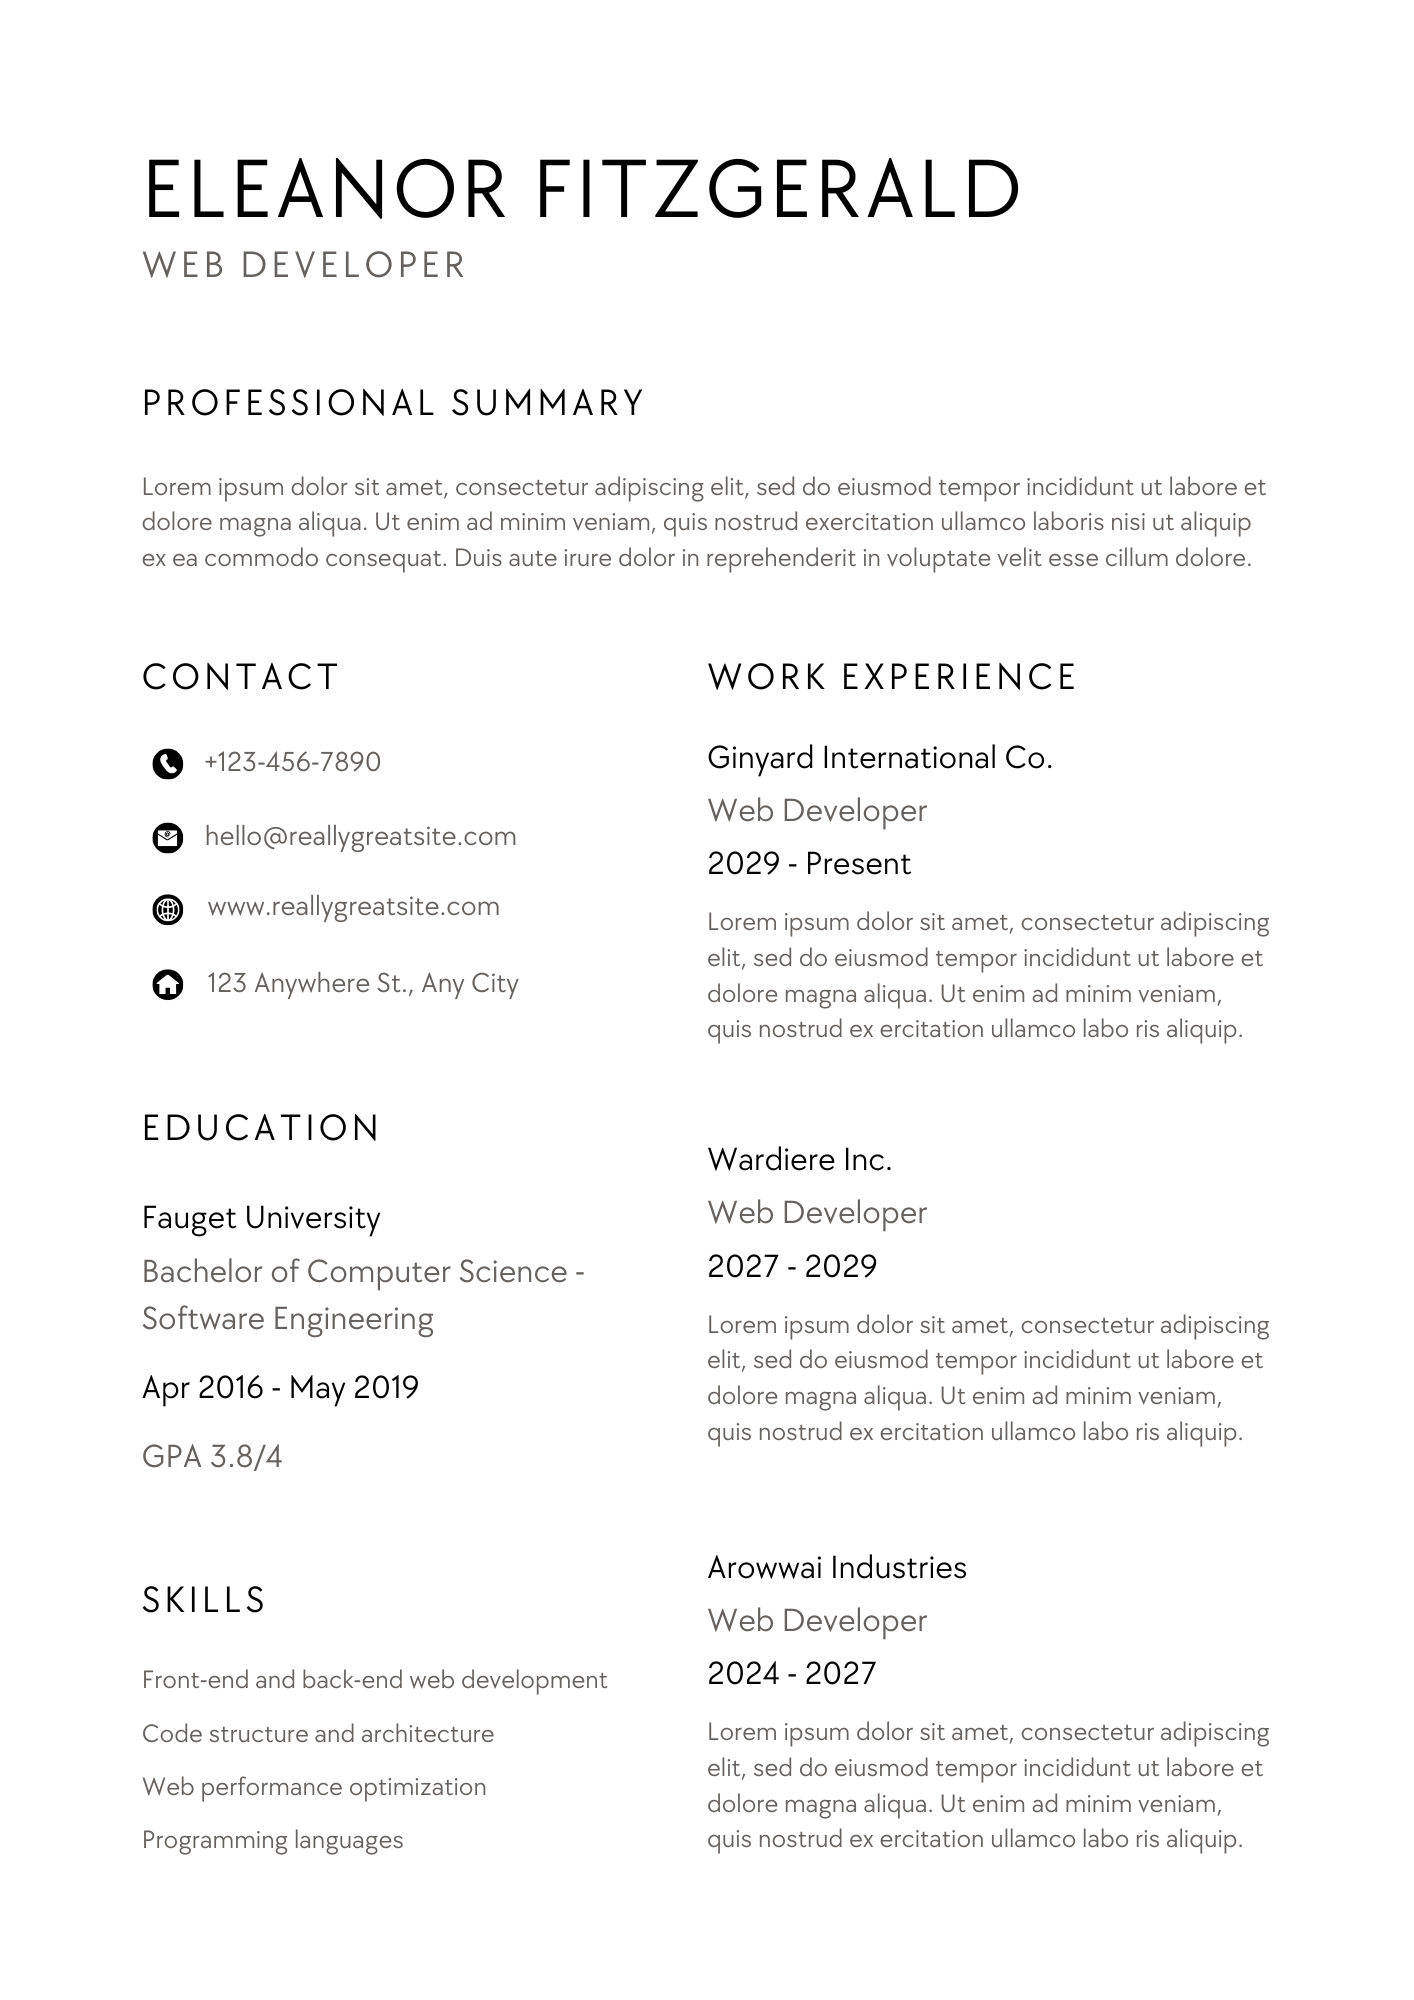 ELEANOR FITZGERALD
WEB DEVELOPER
PROFESSIONAL SUMMARY
Lorem ipsum dolor sit amet, consectetur adipiscing elit, sed do eiusmod tempor incididunt ut labore et
dolore magna aliqua. Ut enim ad minim veniam, quis nostrud exercitation ullamco laboris nisi ut aliquip
ex ea commodo consequat. Duis aute irure dolor in reprehenderit in voluptate velit esse cillum dolore.
CONTACT
+123-456-7890
hello@reallygreatsite.com
www.reallygreatsite.com
123 Anywhere St., Any City
EDUCATION
Fauget University
Bachelor of Computer Science -
Software Engineering
Apr 2016 - May 2019
GPA 3.8/4
SKILLS
Front-end and back-end web development
Code structure and architecture
Web performance optimization
Programming languages
WORK EXPERIENCE
Ginyard International Co.
Web Developer
2029 - Present
Lorem ipsum dolor sit amet, consectetur adipiscing
elit, sed do eiusmod tempor incididunt ut labore et
dolore magna aliqua. Ut enim ad minim veniam,
quis nostrud ex ercitation ullamco labo ris aliquip.
Wardiere Inc.
Web Developer
2027 - 2029
Lorem ipsum dolor sit amet, consectetur adipiscing
elit, sed do eiusmod tempor incididunt ut labore et
dolore magna aliqua. Ut enim ad minim veniam,
quis nostrud ex ercitation ullamco labo ris aliquip.
Arowwai Industries
Web Developer
2024 - 2027
Lorem ipsum dolor sit amet, consectetur adipiscing
elit, sed do eiusmod tempor incididunt ut labore et
dolore magna aliqua. Ut enim ad minim veniam,
quis nostrud ex ercitation ullamco labo ris aliquip.